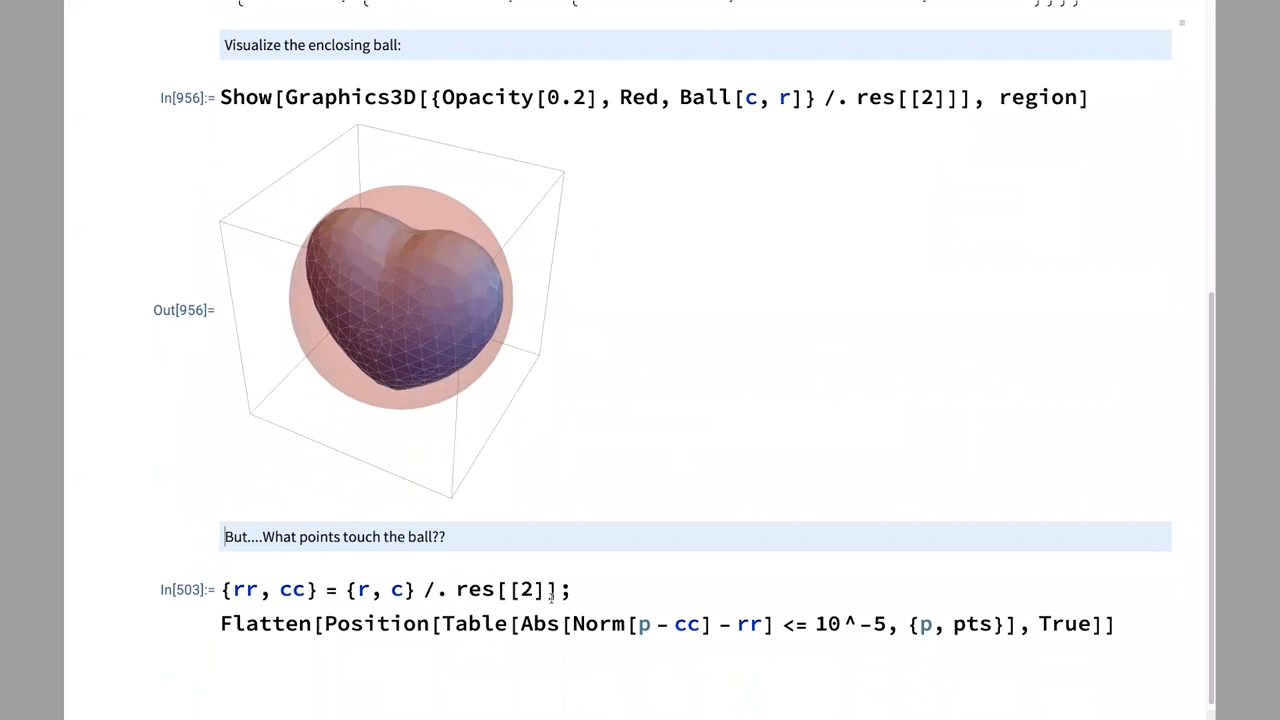 Visualize the enclosing ball:
In[956]:= Show[Graphics3D[{Opacity[0.2], Red, Ball[c, r]} /. res[[2]]], region]
Out[956]=
But....What points touch the ball??
In[503]:= {rr, cc} = {r, c} /. res[[2]];
Flatten[Position[Table[Abs[Norm[p - cc] - rr] <= 10^-5, {p, pts}], True]]